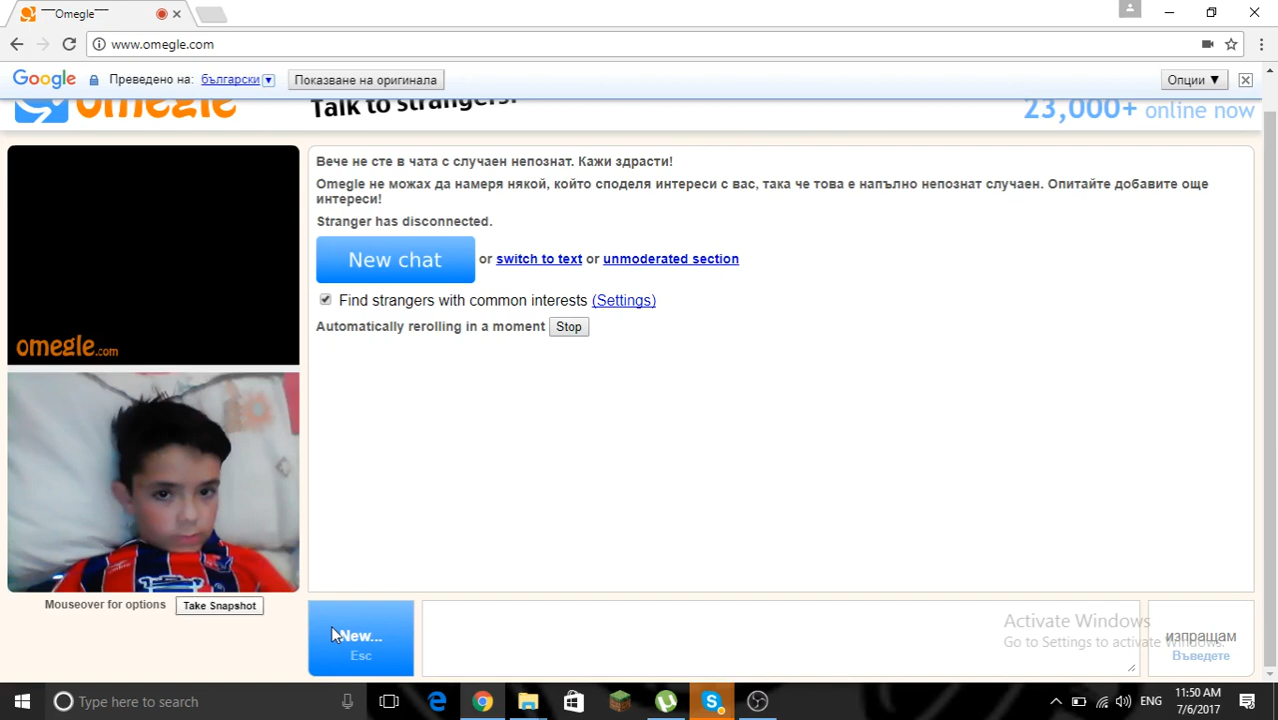 Omegle
www.omegle.com
Google Преведено на: български Показване на оригинала Опции ▼
omegle Talk to strangers! 23,000+ online now
Вече не сте в чата с случаен непознат. Кажи здрасти!
Omegle не можах да намеря някой, който споделя интереси с вас, така че това е напълно непознат случаен. Опитайте добавите още
интереси!
Stranger has disconnected.
New chat or switch to text or unmoderated section
Find strangers with common interests (Settings)
Automatically rerolling in a moment Stop
omegle.com
Mouseover for options Take Snapshot
New...
Esc
Activate Windows
Go to Settings to activate Windows.
изпращам
Въведете
Type here to search
ENG
11:50 AM
7/6/2017